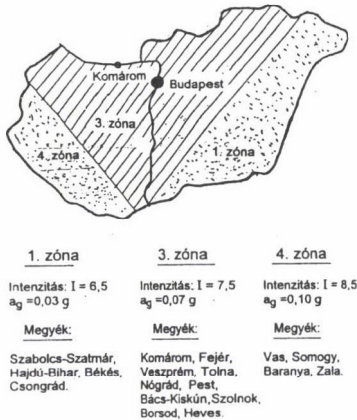 Komárom
Budapest
3. zóna
4. zóna
1. zóna
1. zóna
Intenzitás: I = 6,5
ag =0,03 g
Megyék:
Szabolcs-Szatmár,
Hajdú-Bihar, Békés,
Csongrád.
3. zóna
Intenzitás: I = 7,5
ag =0,07 g
Megyék:
Komárom, Fejér,
Veszprém, Tolna,
Nógrád, Pest,
Bács-Kiskún,Szolnok,
Borsod, Heves.
4. zóna
Intenzitás: I = 8,5
ag =0,10 g
Megyék:
Vas, Somogy,
Baranya, Zala.